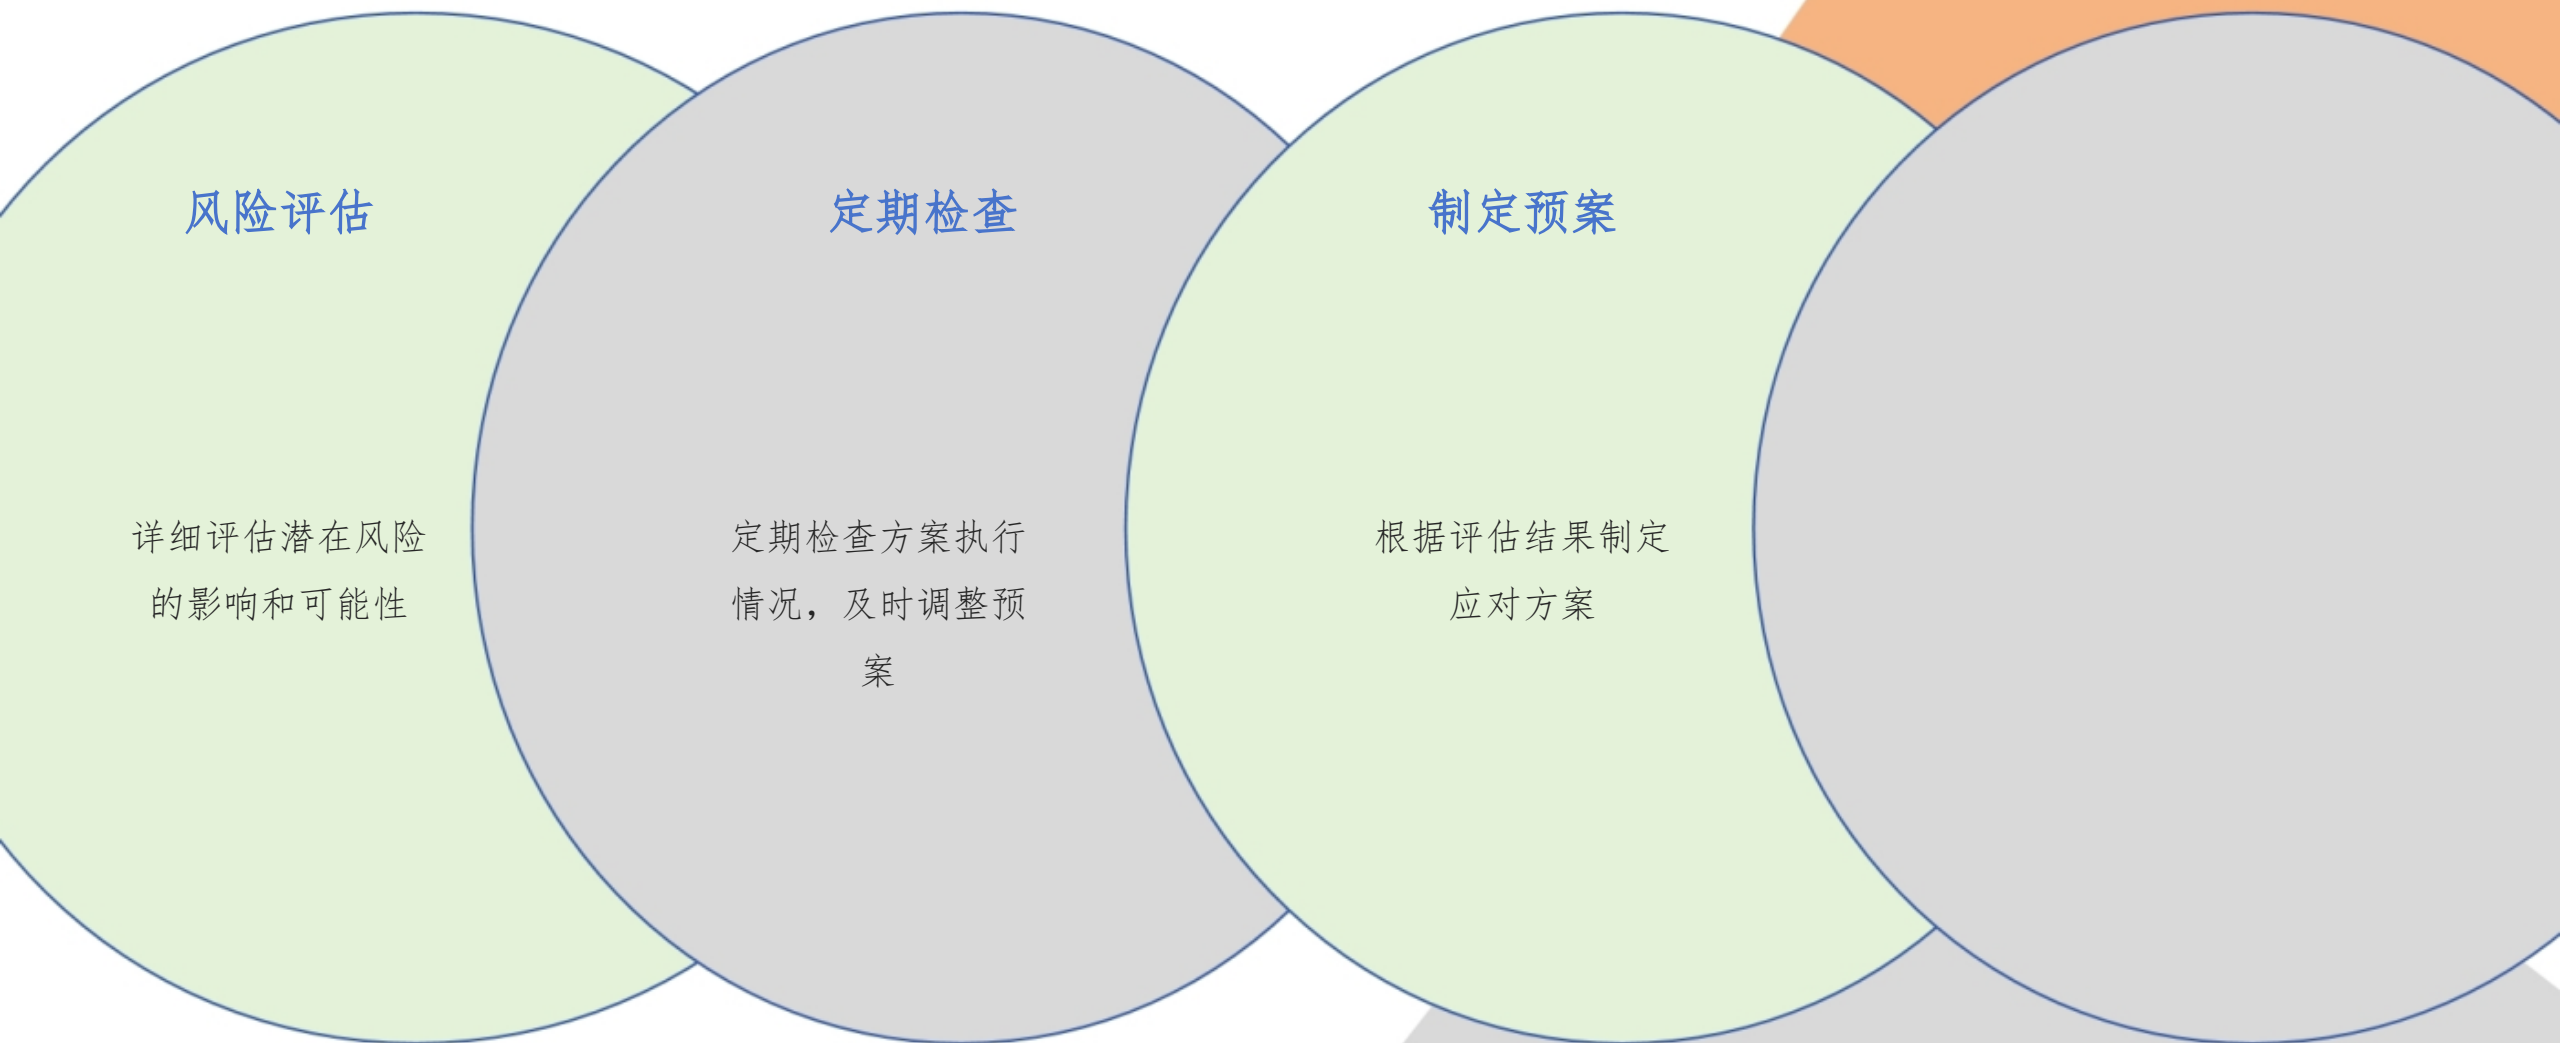 风险评估
详细评估潜在风险
的影响和可能性
定期检查
定期检查方案执行
情况，及时调整预
案
制定预案
根据评估结果制定
应对方案